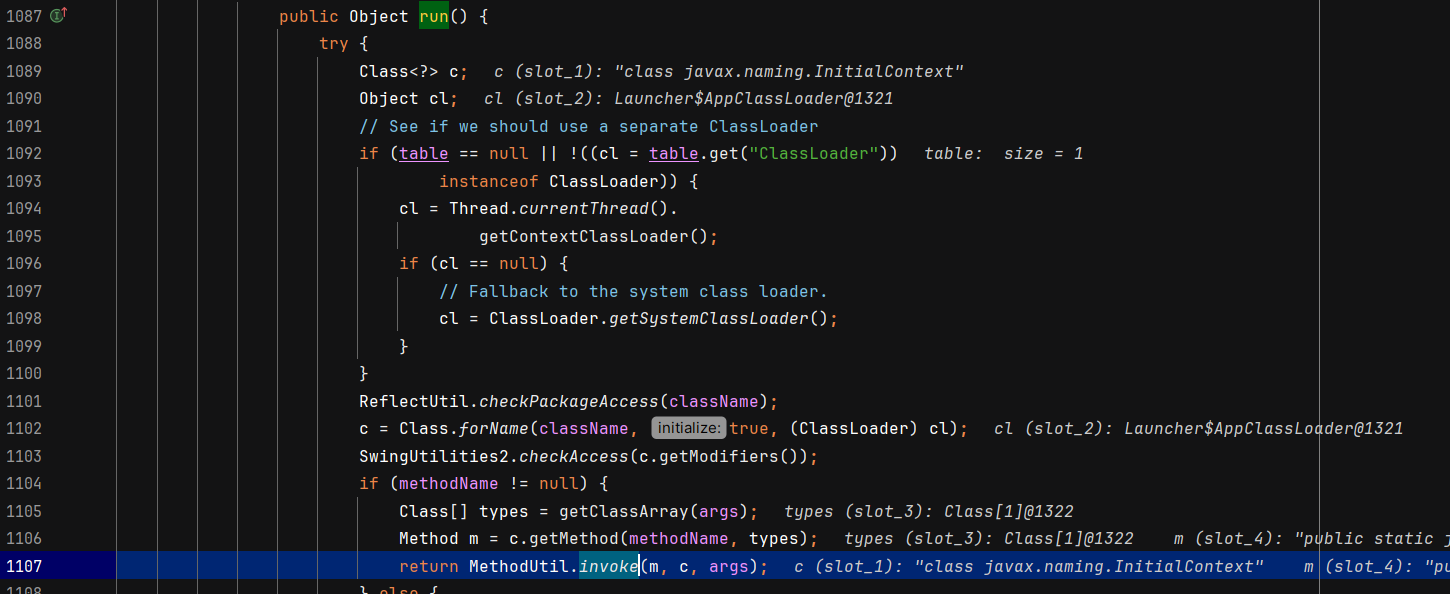 1087 public Object run() {
1088 try {
1089 Class<?> c; c (slot_1): "class javax.naming.InitialContext"
1090 Object cl; cl (slot_2): Launcher$AppClassLoader@1321
1091 // See if we should use a separate ClassLoader
1092 if (table == null || !((cl = table.get("ClassLoader")) table: size = 1
1093 instanceof ClassLoader)) {
1094 cl = Thread.currentThread().
1095 getContextClassLoader();
1096 if (cl == null) {
1097 // Fallback to the system class loader.
1098 cl = ClassLoader.getSystemClassLoader();
1099 }
1100 }
1101 ReflectUtil.checkPackageAccess(className);
1102 c = Class.forName(className, initialize: true, (ClassLoader) cl); cl (slot_2): Launcher$AppClassLoader@1321
1103 SwingUtilities2.checkAccess(c.getModifiers());
1104 if (methodName != null) {
1105 Class[] types = getClassArray(args); types (slot_3): Class[1]@1322
1106 Method m = c.getMethod(methodName, types); types (slot_3): Class[1]@1322 m (slot_4): "public static j
1107 return MethodUtil.invoke(m, c, args); c (slot_1): "class javax.naming.InitialContext" m (slot_4): "pu
1108 } else {